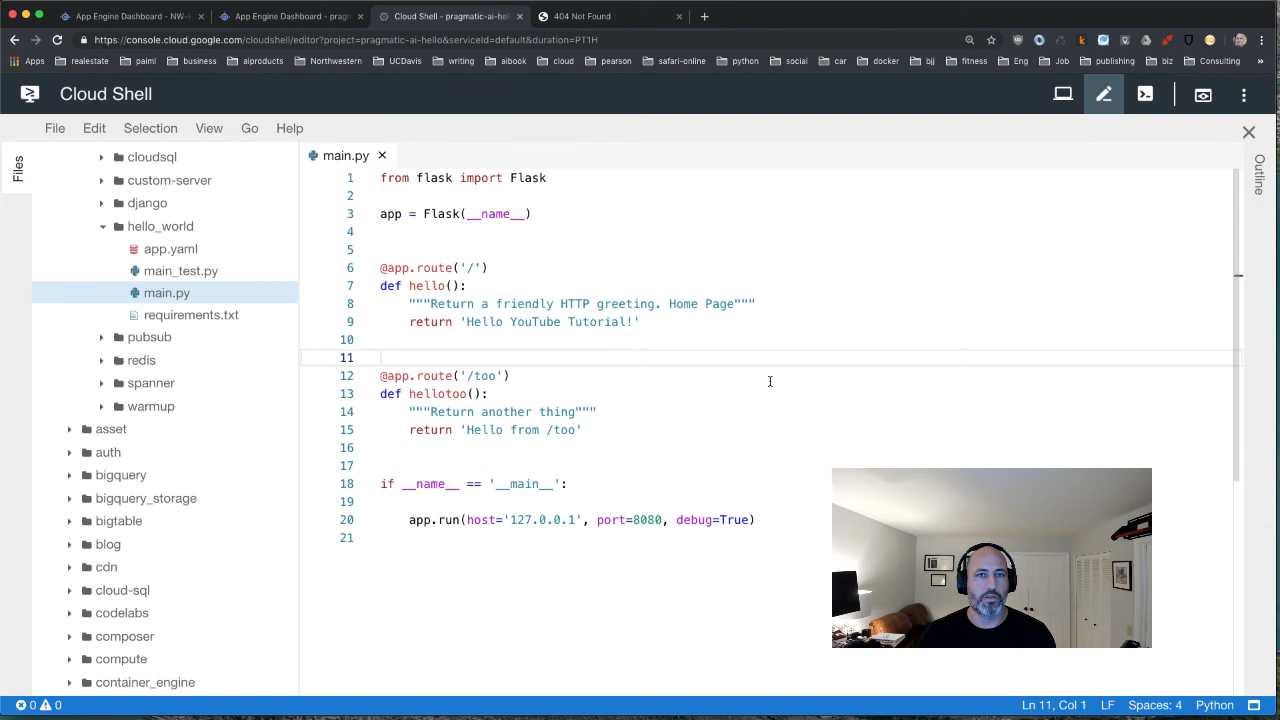 App Engine Dashboard - NW-
App Engine Dashboard - pragm
Cloud Shell - pragmatic-ai-hell
404 Not Found
https://console.cloud.google.com/cloudshell/editor?project=pragmatic-ai-hello&serviceId=default&duration=PT1H
Apps realestate paiml business aiproducts Northwestern UCDavis writing aibook cloud pearson safari-online python social car docker Eng Job publishing bjj fitness biz Consulting »
Cloud Shell
File Edit Selection View Go Help
Files
cloudsql
custom-server
django
hello_world
app.yaml
main_test.py
main.py
requirements.txt
pubsub
redis
spanner
warmup
asset
auth
bigquery
bigquery_storage
bigtable
blog
cdn
cloud-sql
codelabs
composer
compute
container_engine
main.py
1 from flask import Flask
2
3 app = Flask(__name__)
4
5
6 @app.route('/')
7 def hello():
8 """Return a friendly HTTP greeting. Home Page"""
9 return 'Hello YouTube Tutorial!'
10
11
12 @app.route('/too')
13 def hellotoo():
14 """Return another thing"""
15 return 'Hello from /too'
16
17
18 if __name__ == '__main__':
19
20 app.run(host='127.0.0.1', port=8080, debug=True)
21
Outline
0 0
Ln 11, Col 1 LF Spaces: 4 Python